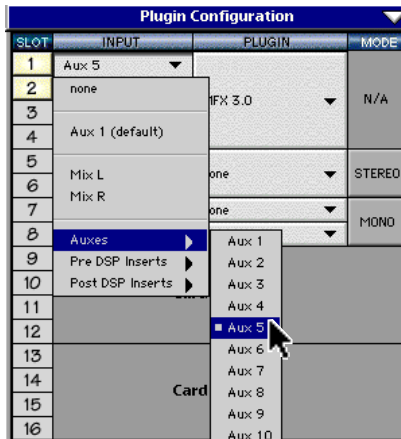 Plugin Configuration
SLOT INPUT PLUGIN MODE
1 Aux 5
2 none
MFX 3.0 N/A
3
4 Aux 1 (default)
5
Mix L one STEREO
6
Mix R
7 one
MONO
8 Auxes Aux 1
9 Pre DSP Inserts Aux 2
10 Post DSP Inserts Aux 3
11 Aux 4
12 Aux 5
13 Aux 6
14 Aux 7
Card
15 Aux 8
Aux 9
16 Aux 10